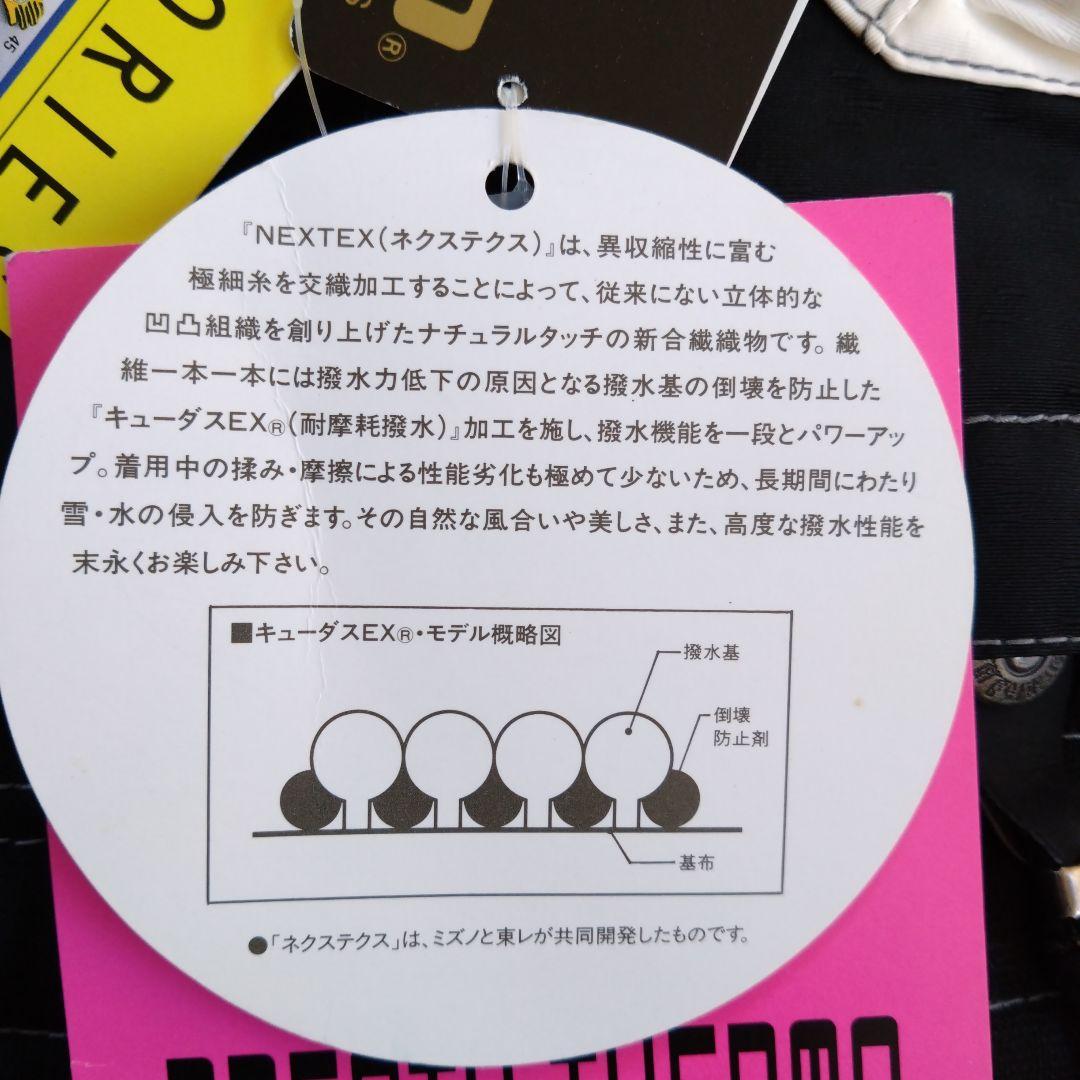 ORIES
45
®
『NEXTEX(ネクステクス)』は、異収縮性に富む
極細糸を交織加工することによって、従来にない立体的な
凹凸組織を創り上げたナチュラルタッチの新合繊織物です。繊
維一本一本には撥水力低下の原因となる撥水基の倒壊を防止した
『キューダスEX®(耐摩耗撥水)』加工を施し、撥水機能を一段とパワーアッ
プ。着用中の揉み・摩擦による性能劣化も極めて少ないため、長期間にわたり
雪・水の侵入を防ぎます。その自然な風合いや美しさ、また、高度な撥水性能を
末永くお楽しみ下さい。
■キューダスEX®・モデル概略図
撥水基
倒壊
防止剤
基布
●「ネクステクス」は、ミズノと東レが共同開発したものです。
BREATH THERMO